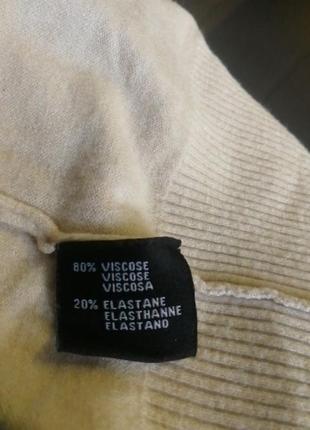 80% VISCOSE
VISCOSE
VISCOSA
20% ELASTANE
ELASTHANNE
ELASTANO